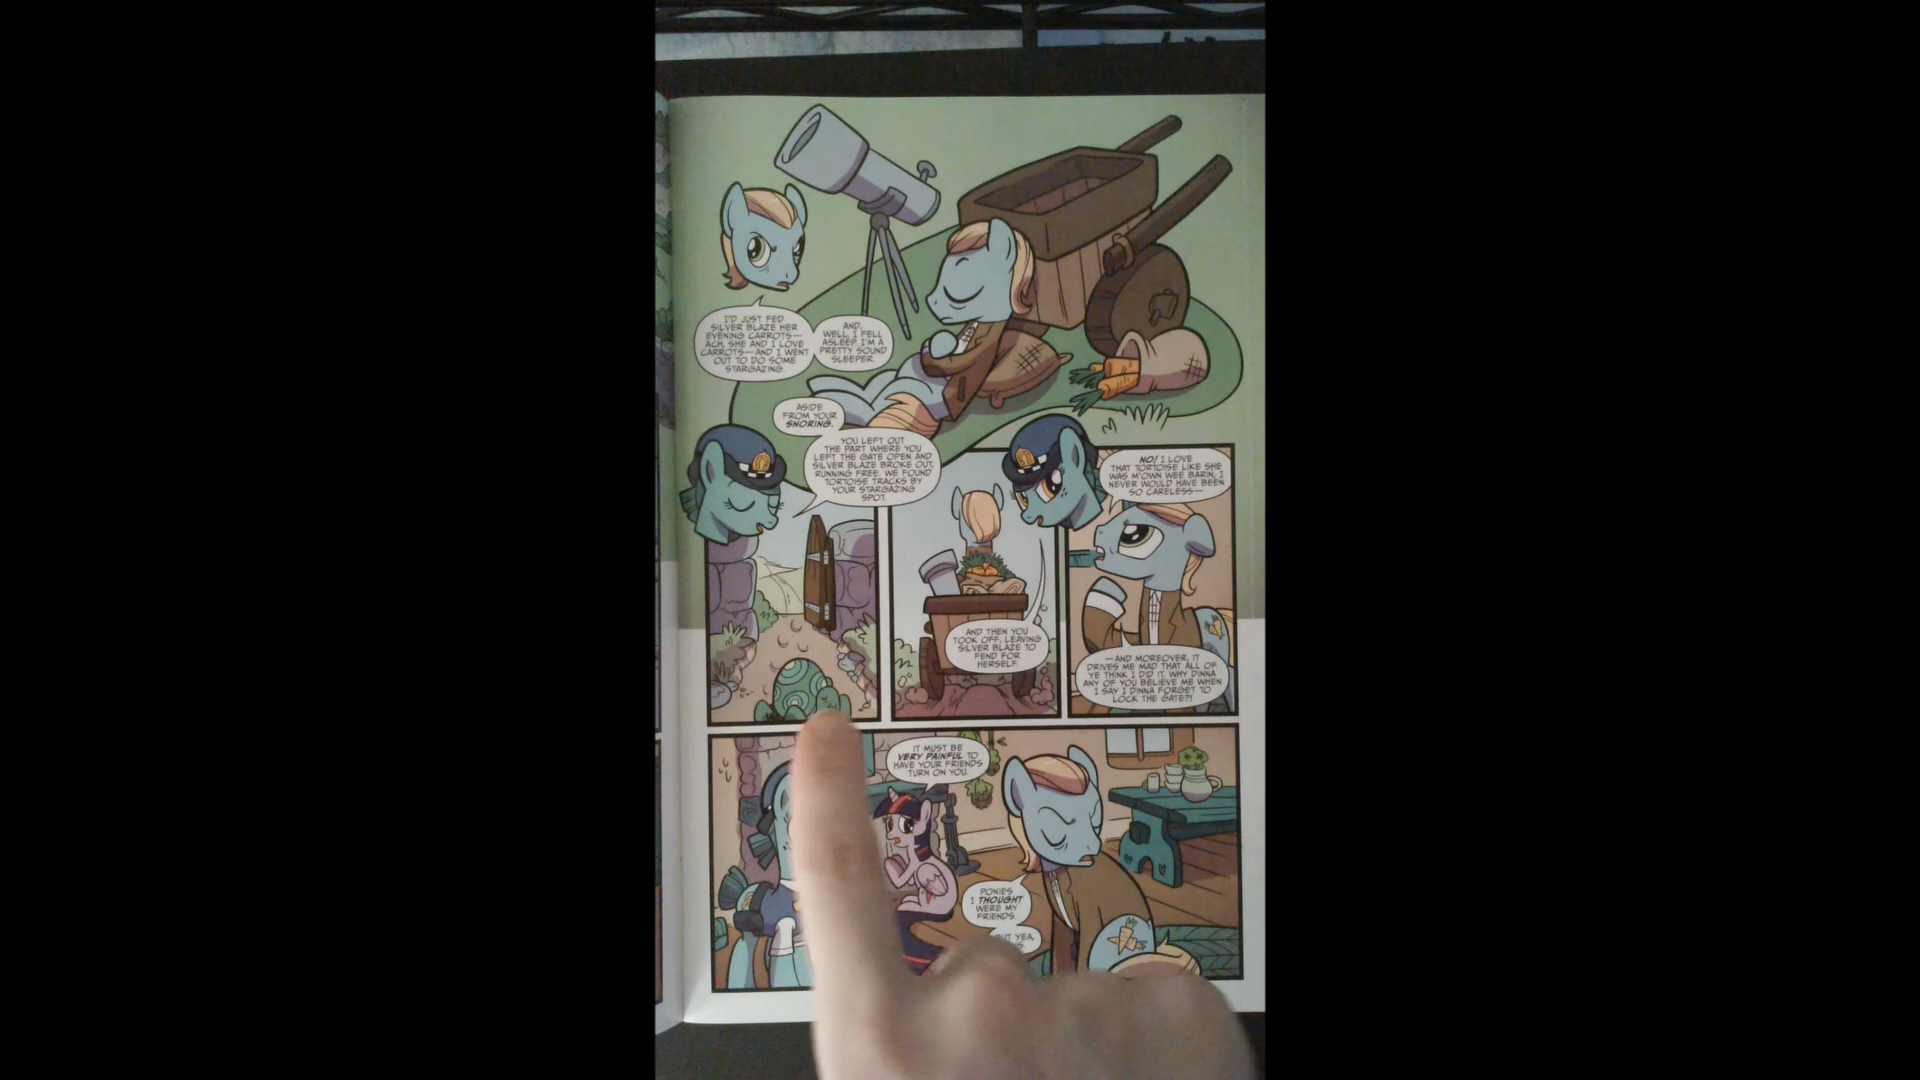 I'D JUST FED
SILVER BLAZE HER
EVENING CARROTS—
ACH, SHE AND I LOVE
CARROTS—AND I WENT
OUT TO DO SOME
STARGAZING.
AND,
WELL, I FELL
ASLEEP. I'M A
PRETTY SOUND
SLEEPER.
ASIDE
FROM YOUR
SNORING.
YOU LEFT OUT
THE PART WHERE YOU
LEFT THE GATE OPEN AND
SILVER BLAZE BROKE OUT,
RUNNING FREE. WE FOUND
TORTOISE TRACKS BY
YOUR STARGAZING
SPOT.
AND THEN YOU
TOOK OFF, LEAVING
SILVER BLAZE TO
FEND FOR
HERSELF.
NO! I LOVE
THAT TORTOISE LIKE SHE
WAS M'OWN WEE BAIRN, I
NEVER WOULD HAVE BEEN
SO CARELESS—
—AND MOREOVER, IT
DRIVES ME MAD THAT ALL OF
YE THINK I DID IT. WHY DINNA
ANY OF YOU BELIEVE ME WHEN
I SAY I DINNA FORGET TO
LOCK THE GATE?!
IT MUST BE
VERY PAINFUL TO
HAVE YOUR FRIENDS
TURN ON YOU.
PONIES
I THOUGHT
WERE MY
FRIENDS.
BUT YEA,